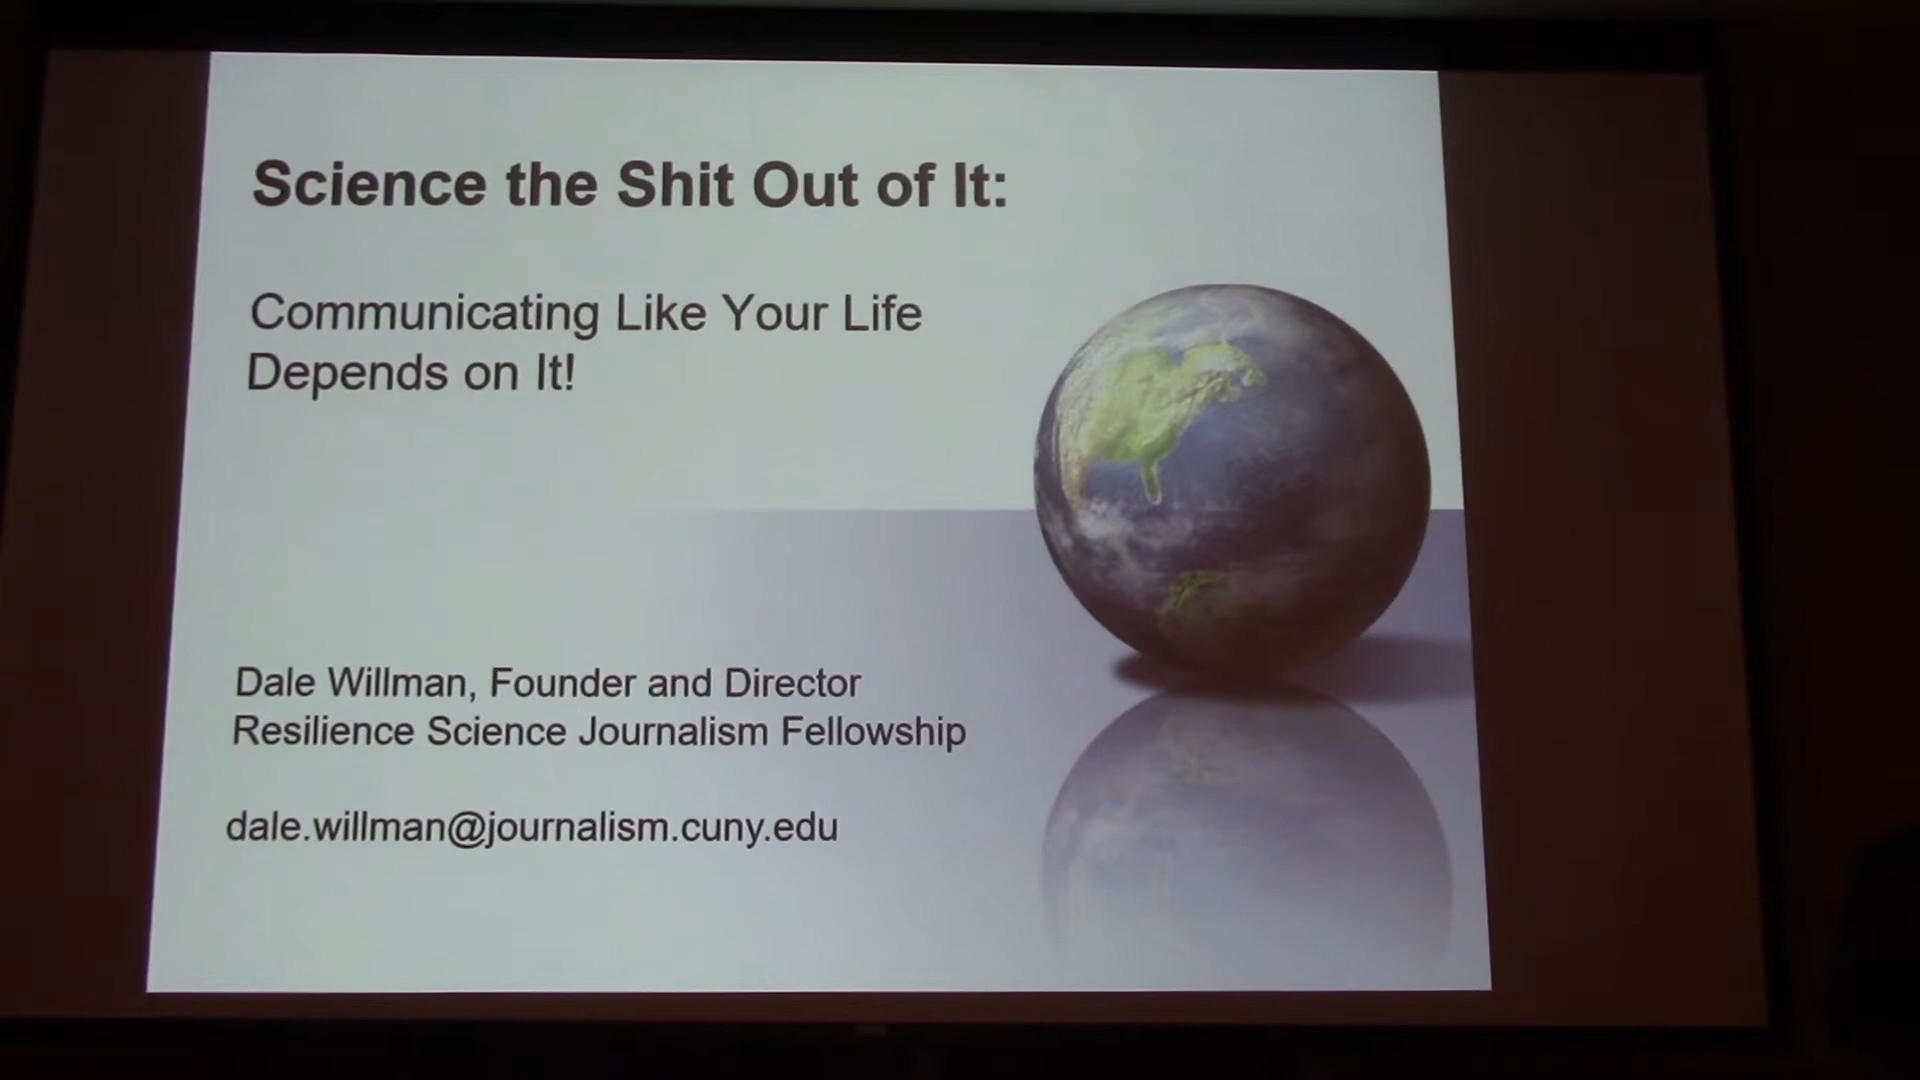 Science the Shit Out of It:
Communicating Like Your Life
Depends on It!
Dale Willman, Founder and Director
Resilience Science Journalism Fellowship
dale.willman@journalism.cuny.edu